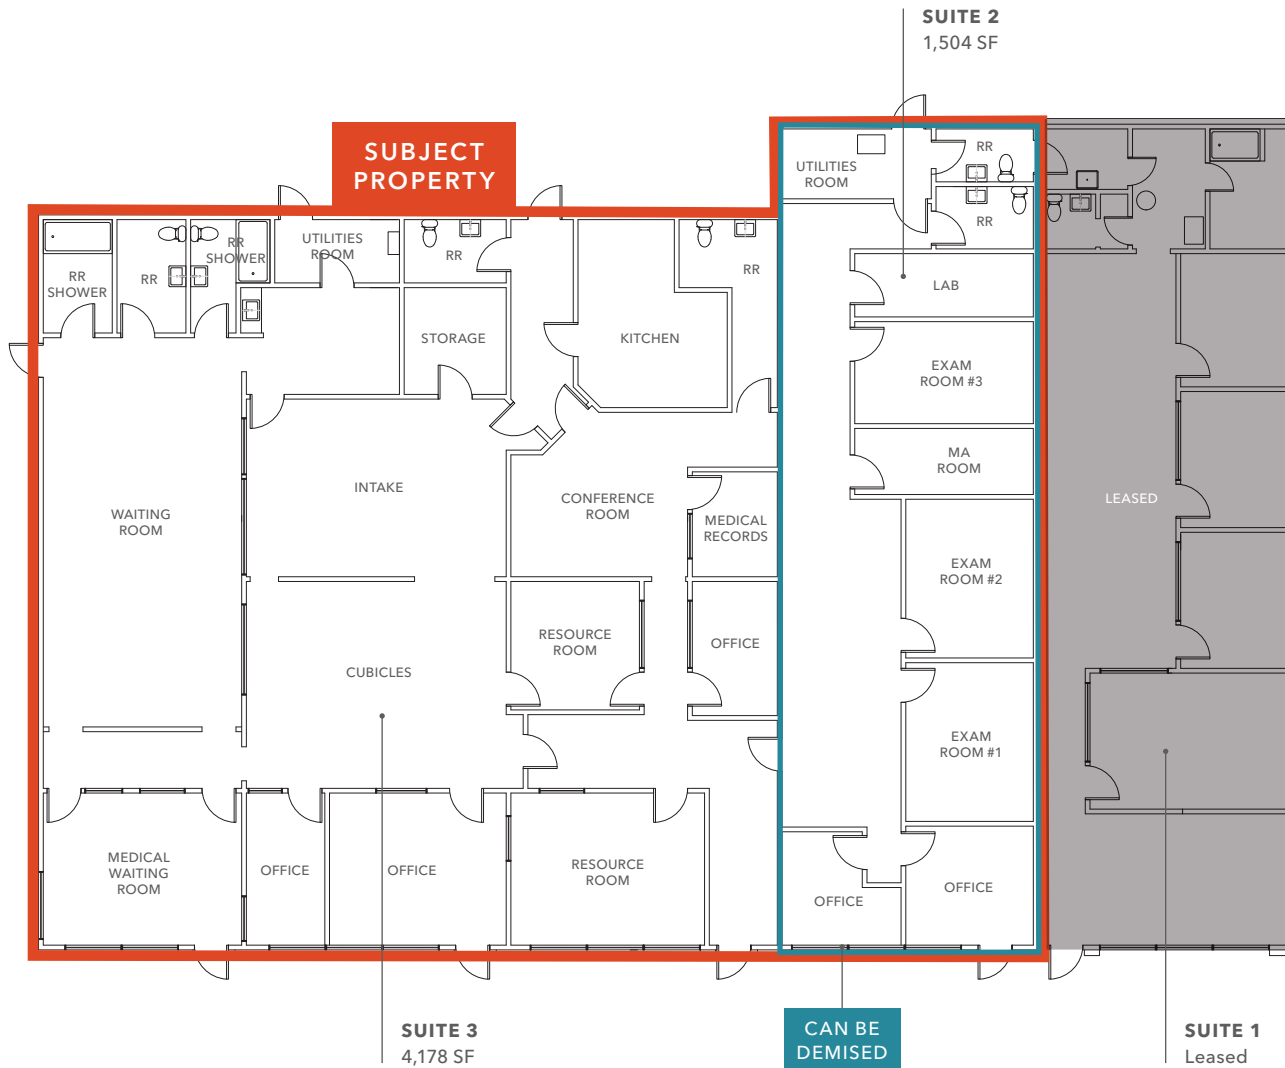 SUITE 2
1,504 SF
SUBJECT
PROPERTY
UTILITIES
ROOM
RR
RR
RR
SHOWER
RR
RR
SHOWER
UTILITIES
ROOM
RR
RR
LAB
STORAGE
KITCHEN
EXAM
ROOM #3
MA
ROOM
INTAKE
WAITING
ROOM
CONFERENCE
ROOM
MEDICAL
RECORDS
LEASED
EXAM
ROOM #2
RESOURCE
ROOM
OFFICE
CUBICLES
EXAM
ROOM #1
MEDICAL
WAITING
ROOM
OFFICE
OFFICE
RESOURCE
ROOM
OFFICE
OFFICE
SUITE 3
4,178 SF
CAN BE
DEMISED
SUITE 1
Leased